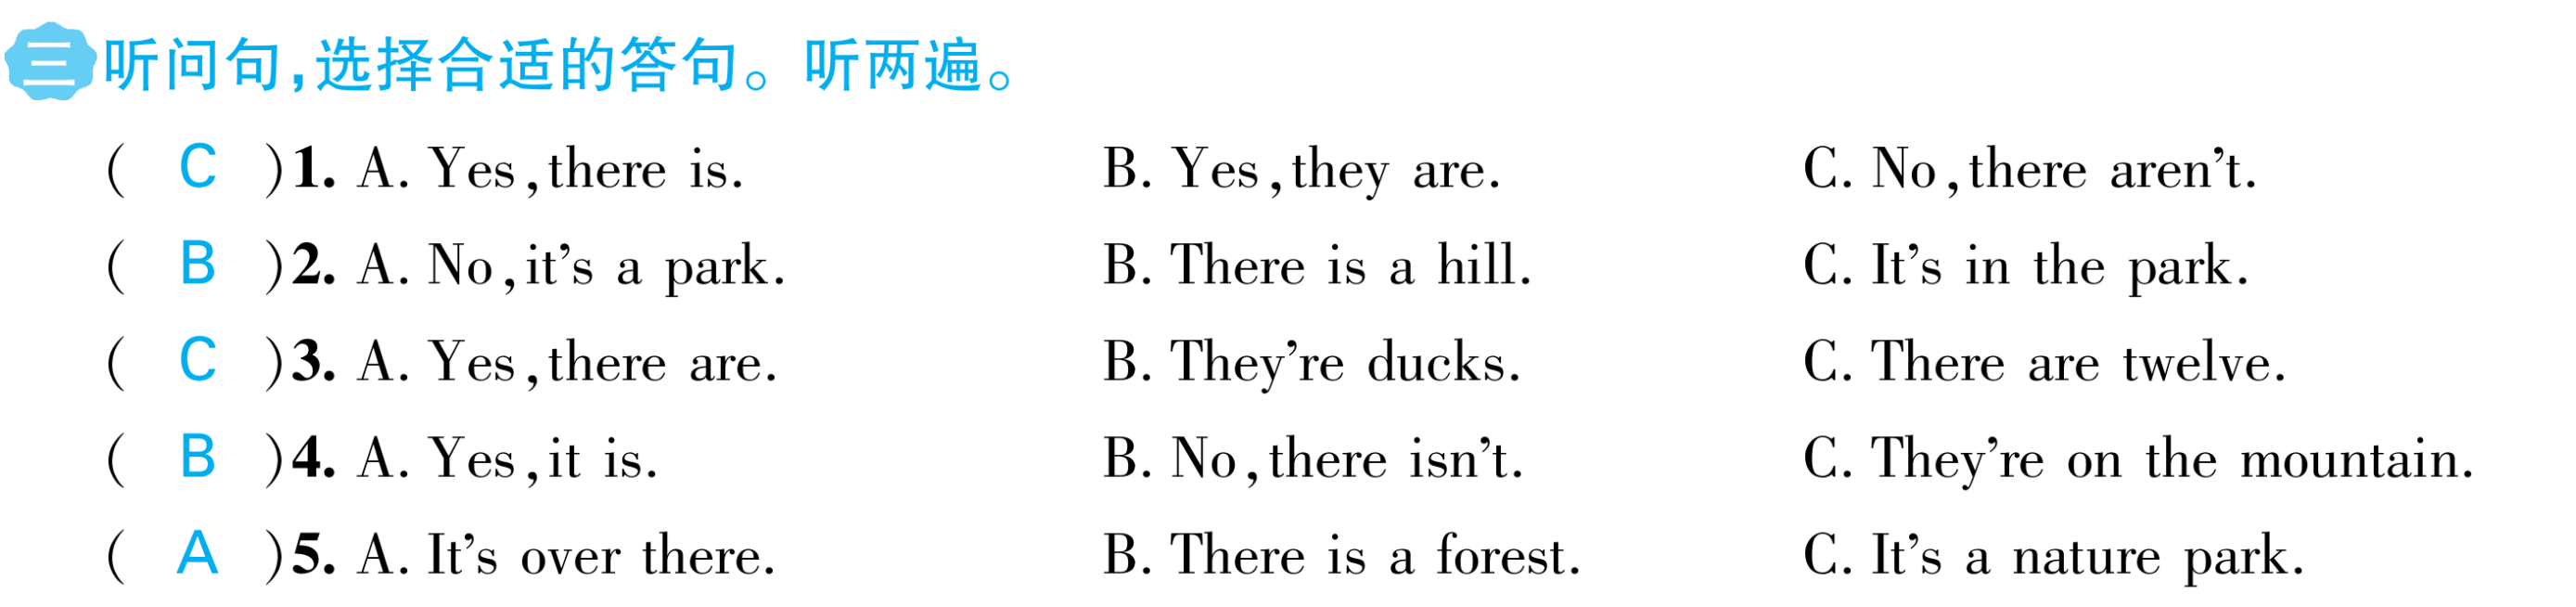 三 听问句,选择合适的答句。听两遍。
( C )1. A. Yes,there is. B. Yes,they are. C. No,there aren't.
( B )2. A. No,it's a park. B. There is a hill. C. It's in the park.
( C )3. A. Yes,there are. B. They're ducks. C. There are twelve.
( B )4. A. Yes,it is. B. No,there isn't. C. They're on the mountain.
( A )5. A. It's over there. B. There is a forest. C. It's a nature park.